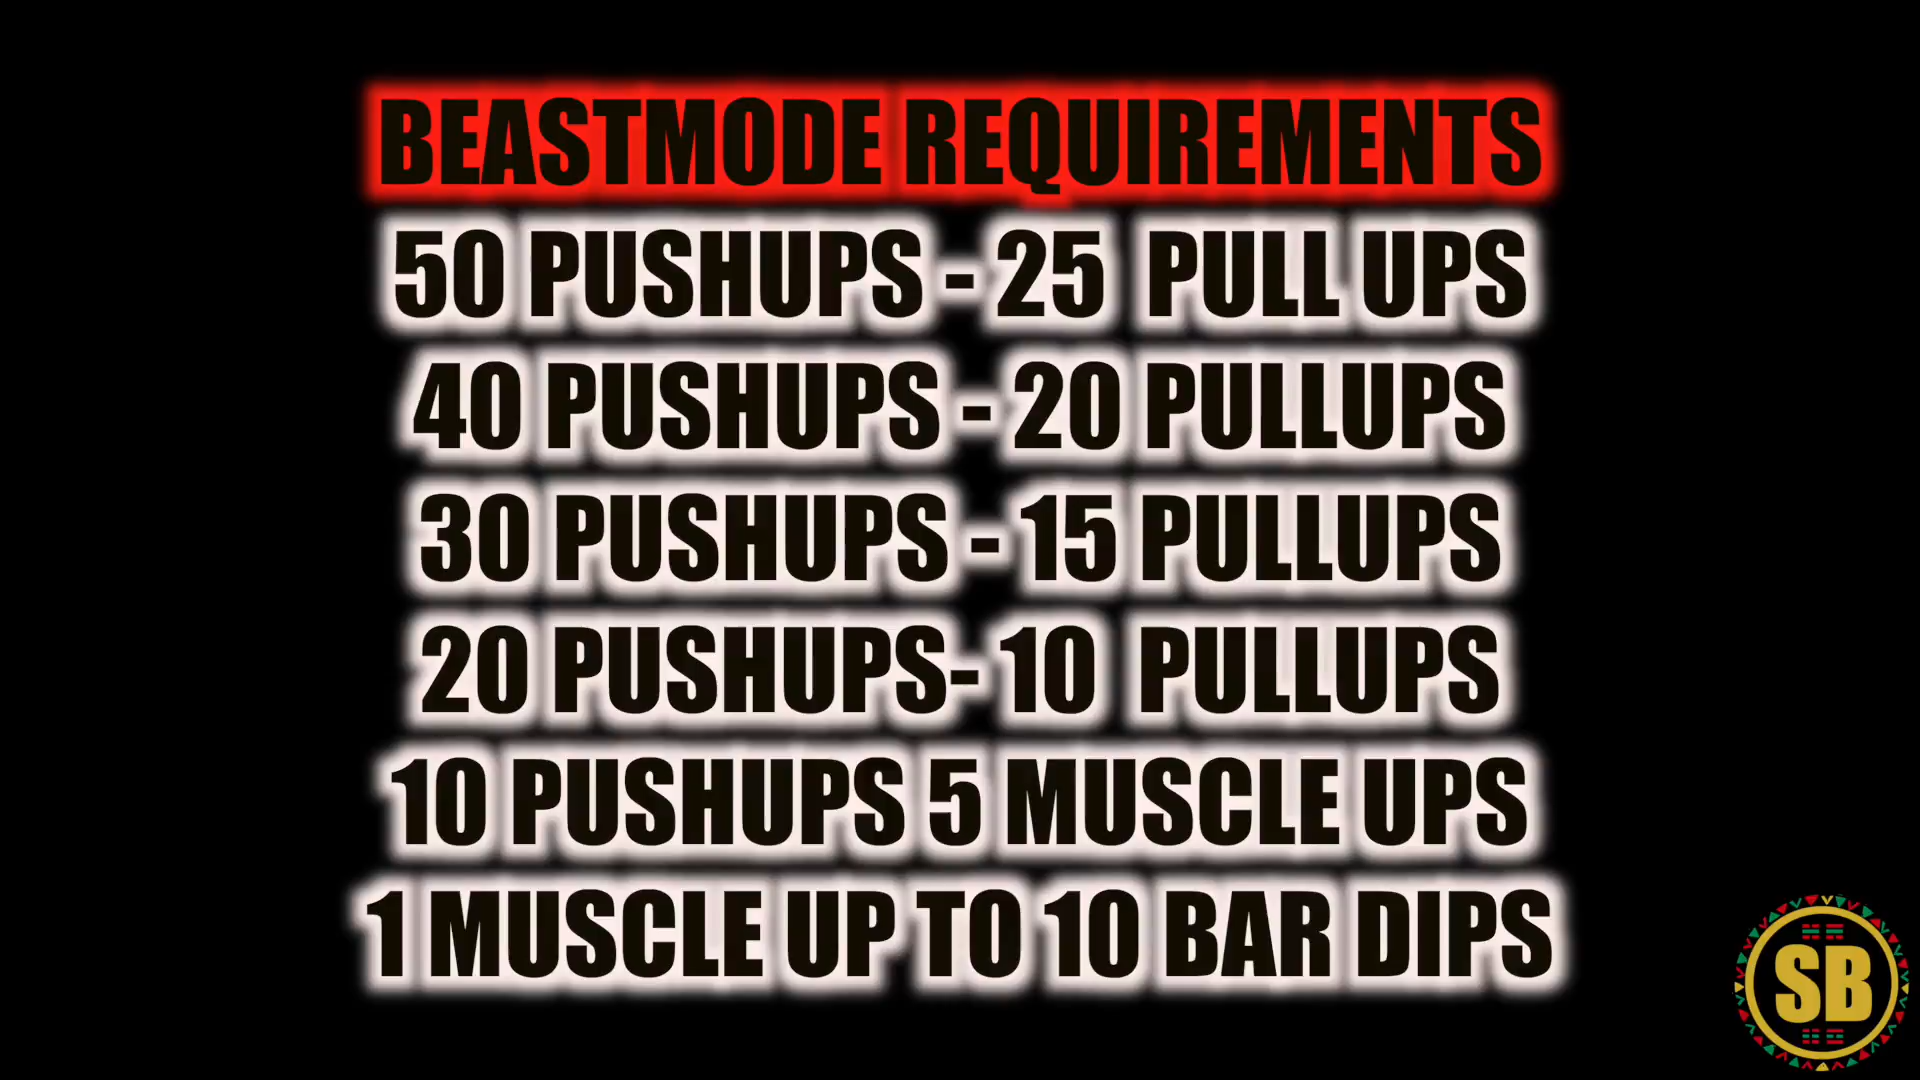 BEASTMODE REQUIREMENTS
50 PUSHUPS - 25 PULL UPS
40 PUSHUPS - 20 PULLUPS
30 PUSHUPS - 15 PULLUPS
20 PUSHUPS- 10 PULLUPS
10 PUSHUPS 5 MUSCLE UPS
1 MUSCLE UP TO 10 BAR DIPS
SB